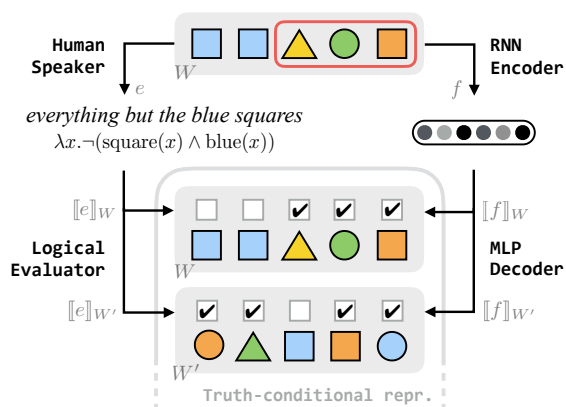 Human Speaker
W
RNN Encoder
e
f
everything but the blue squares
λx.¬(square(x) ∧ blue(x))
⟦e⟧W
⟦f⟧W
Logical Evaluator
W
MLP Decoder
⟦e⟧W′
⟦f⟧W′
W′
Truth-conditional repr.